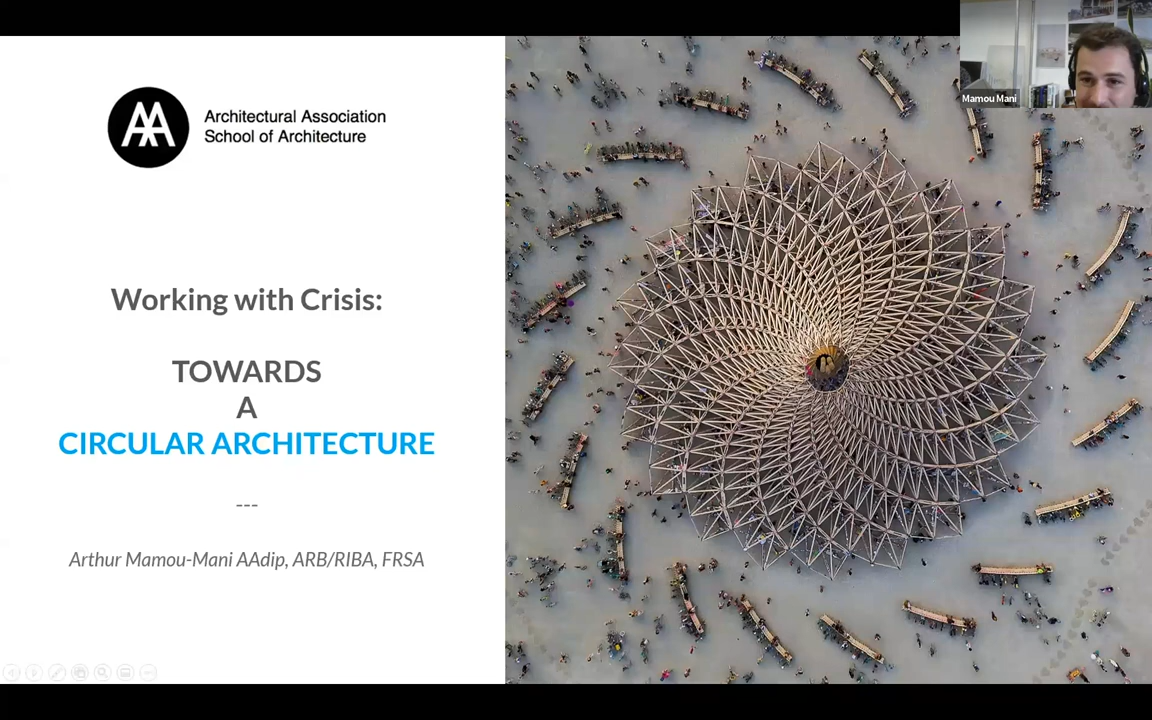 Architectural Association
School of Architecture
Working with Crisis:
TOWARDS
A
CIRCULAR ARCHITECTURE
---
Arthur Mamou-Mani AAdip, ARB/RIBA, FRSA
Mamou Mani